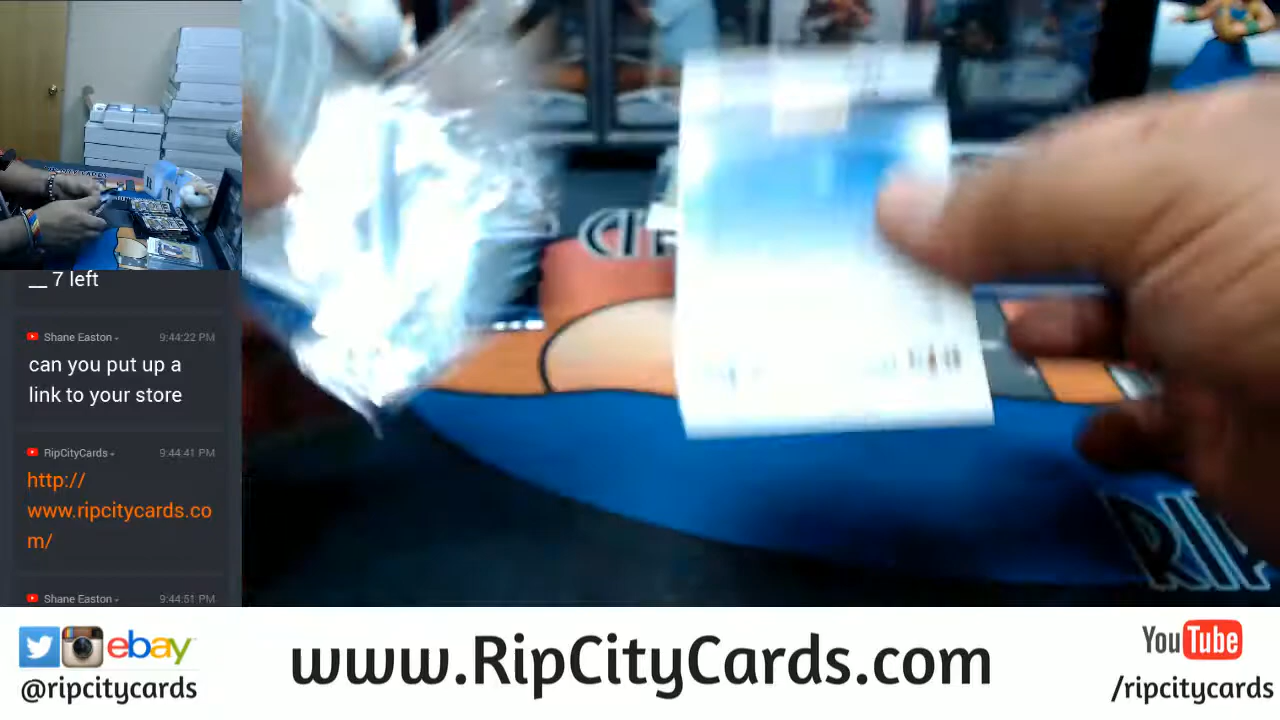 __ 7 left
Shane Easton 9:44:22 PM
can you put up a
link to your store
RipCityCards 9:44:41 PM
http://
www.ripcitycards.co
m/
Shane Easton 9:44:51 PM
RIP
ebay
@ripcitycards
www.RipCityCards.com
YouTube
/ripcitycards